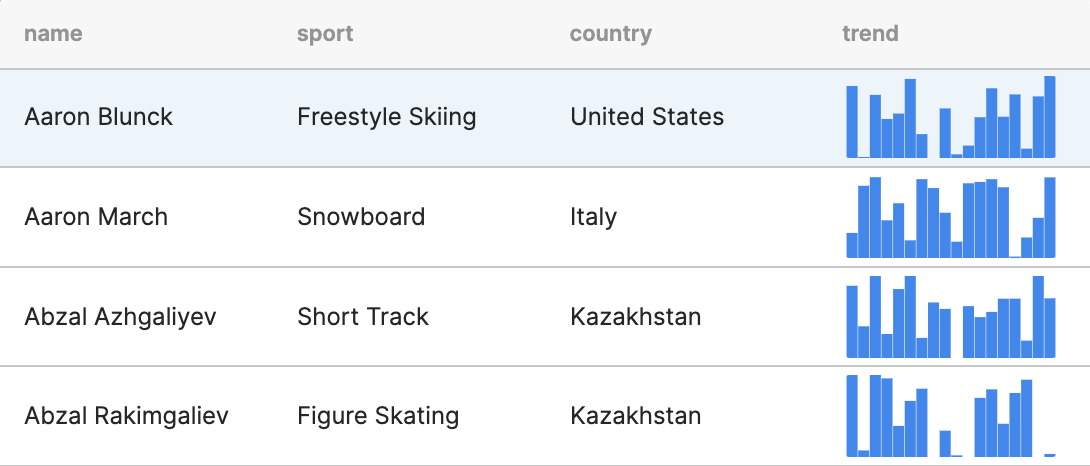 name sport country trend
Aaron Blunck Freestyle Skiing United States
Aaron March Snowboard Italy
Abzal Azhgaliyev Short Track Kazakhstan
Abzal Rakimgaliev Figure Skating Kazakhstan